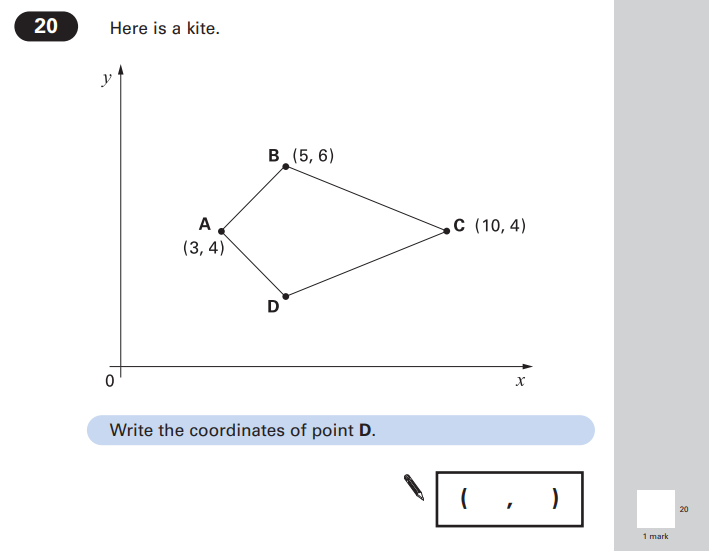 20 Here is a kite.
y
B (5, 6)
A
C (10, 4)
(3, 4)
D
0
x
Write the coordinates of point D.
( , )
20
1 mark